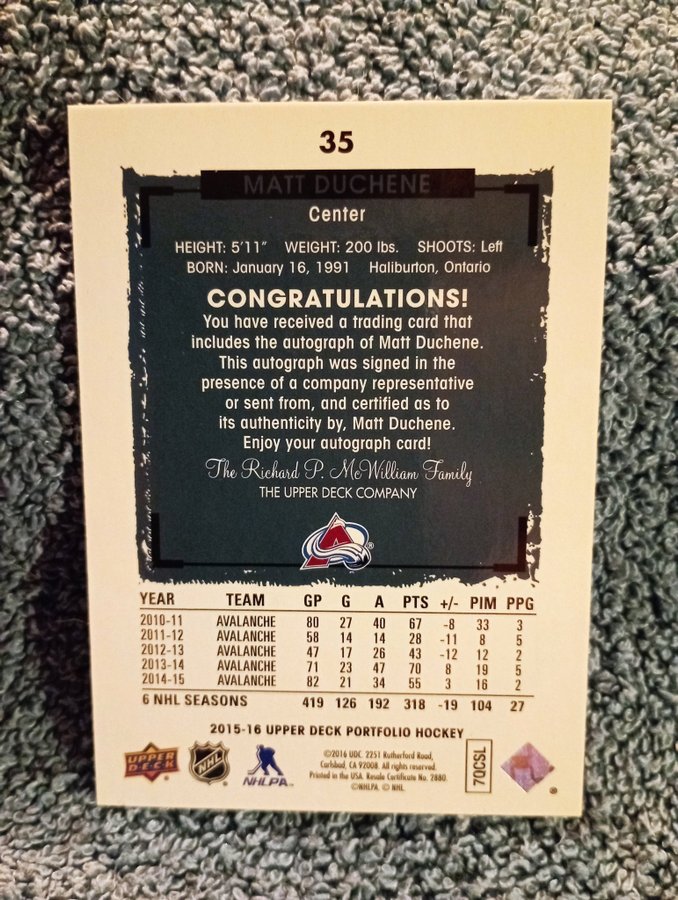 35
MATT DUCHENE
Center
HEIGHT: 5'11" WEIGHT: 200 lbs. SHOOTS: Left
BORN: January 16, 1991 Haliburton, Ontario
CONGRATULATIONS!
You have received a trading card that
includes the autograph of Matt Duchene.
This autograph was signed in the
presence of a company representative
or sent from, and certified as to
its authenticity by, Matt Duchene.
Enjoy your autograph card!
The Richard P. McWilliam Family
THE UPPER DECK COMPANY
A ®
YEAR TEAM GP G A PTS +/- PIM PPG
2010-11 AVALANCHE 80 27 40 67 -8 33 3
2011-12 AVALANCHE 58 14 14 28 -11 8 5
2012-13 AVALANCHE 47 17 26 43 -12 12 2
2013-14 AVALANCHE 71 23 47 70 8 19 5
2014-15 AVALANCHE 82 21 34 55 3 16 2
6 NHL SEASONS 419 126 192 318 -19 104 27
2015-16 UPPER DECK PORTFOLIO HOCKEY
UPPER DECK
NHL
NHLPA
©2016 UDC. 2251 Rutherford Road,
Carlsbad, CA 92008. All rights reserved.
Printed in the USA. Resale Certificate No. 2880.
©NHLPA. © NHL
7QCSL
®